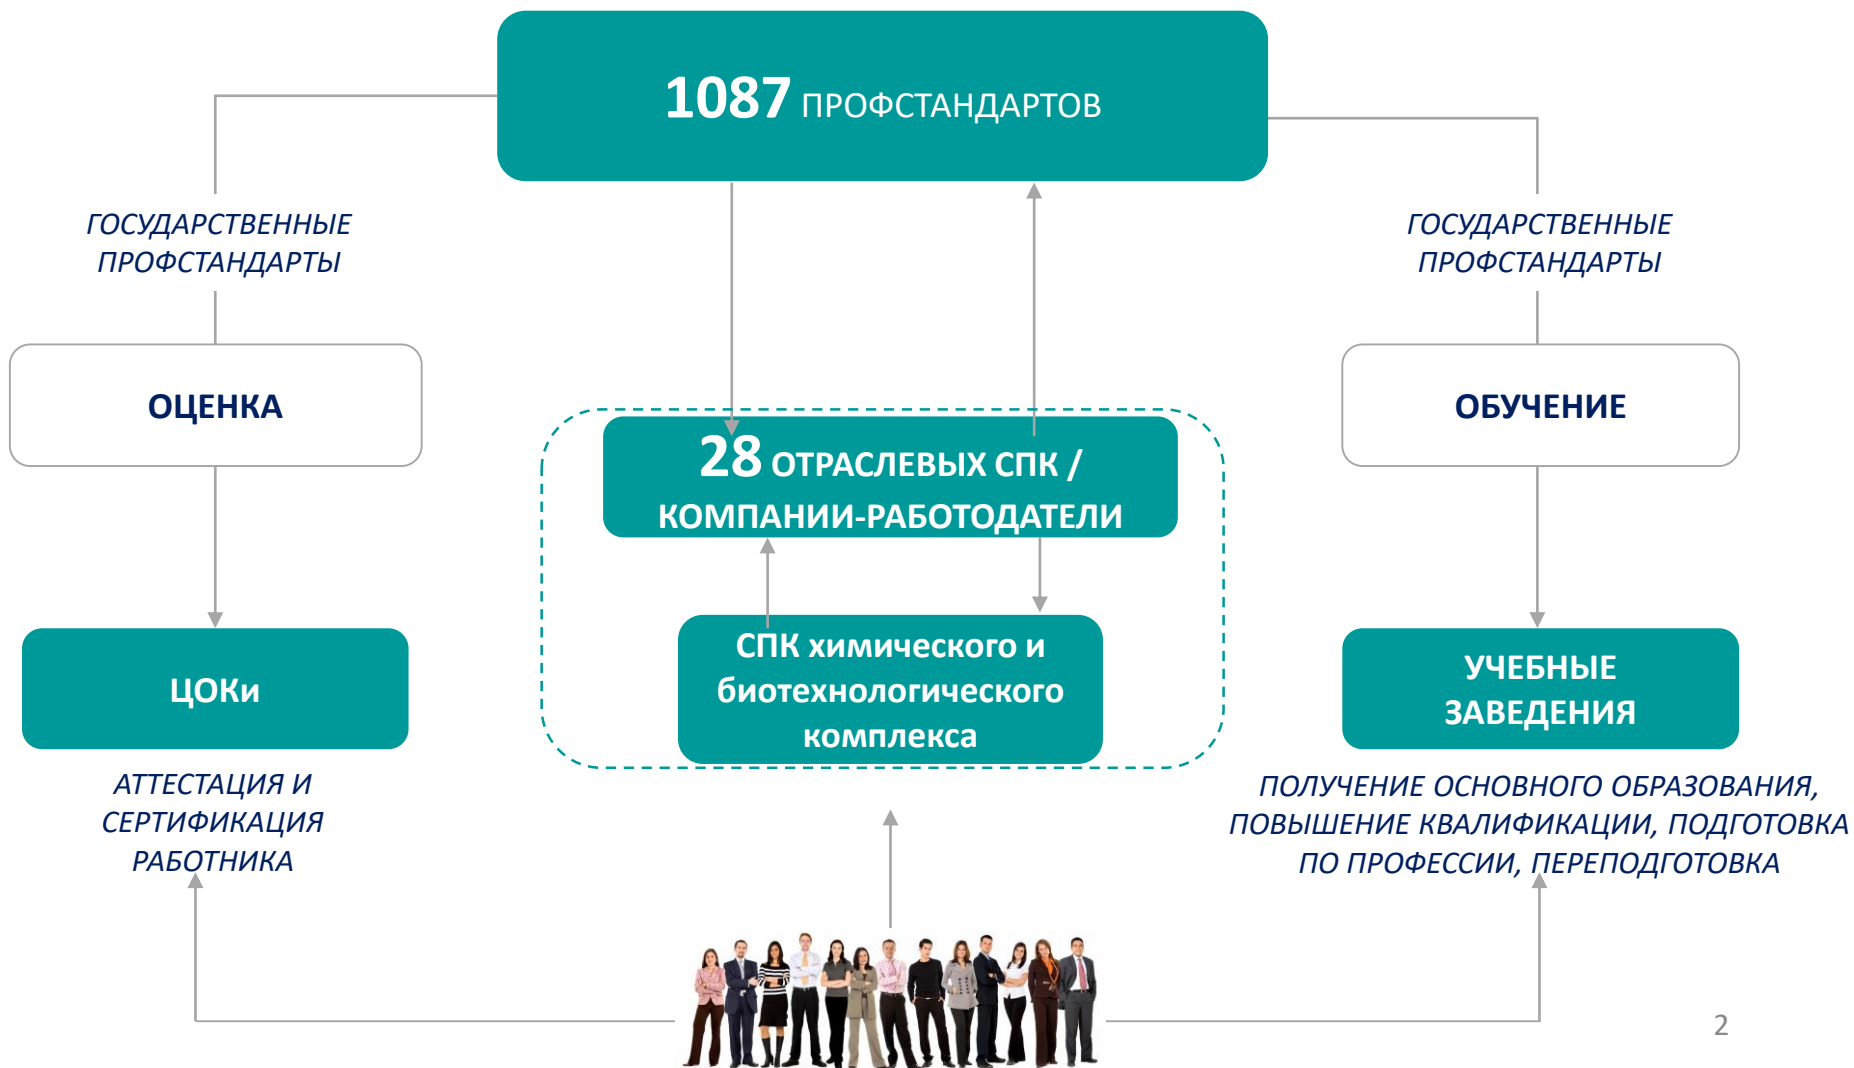 1087 ПРОФСТАНДАРТОВ
ГОСУДАРСТВЕННЫЕ
ПРОФСТАНДАРТЫ
ГОСУДАРСТВЕННЫЕ
ПРОФСТАНДАРТЫ
ОЦЕНКА
28 ОТРАСЛЕВЫХ СПК /
КОМПАНИИ-РАБОТОДАТЕЛИ
ОБУЧЕНИЕ
ЦОКи
СПК химического и
биотехнологического
комплекса
УЧЕБНЫЕ
ЗАВЕДЕНИЯ
АТТЕСТАЦИЯ И
СЕРТИФИКАЦИЯ
РАБОТНИКА
ПОЛУЧЕНИЕ ОСНОВНОГО ОБРАЗОВАНИЯ,
ПОВЫШЕНИЕ КВАЛИФИКАЦИИ, ПОДГОТОВКА
ПО ПРОФЕССИИ, ПЕРЕПОДГОТОВКА
2